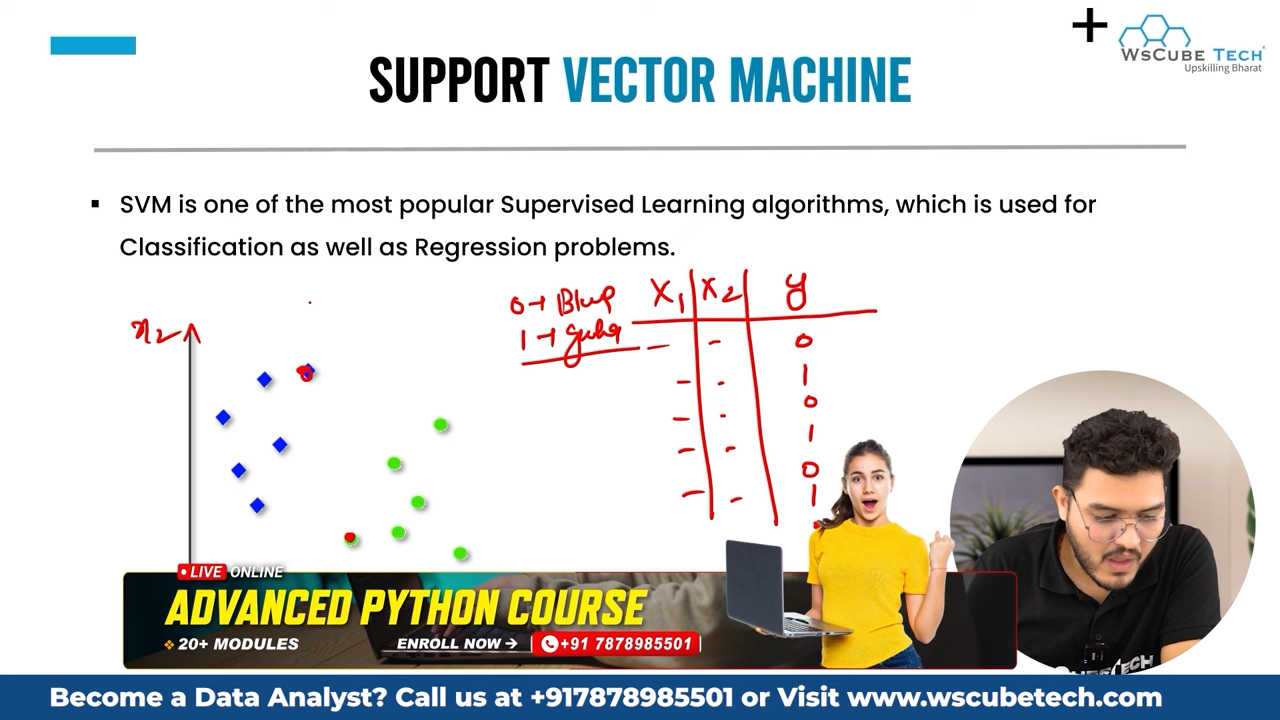 WsCube Tech
Upskilling Bharat
SUPPORT VECTOR MACHINE
▪ SVM is one of the most popular Supervised Learning algorithms, which is used for
Classification as well as Regression problems.
0→ Blue
1→
X1 X2 y
x2
- - 0
- - 1
- - 0
- - 1
- - 0
- - 1
• LIVE ONLINE
ADVANCED PYTHON COURSE
❖ 20+ MODULES
ENROLL NOW →
+91 7878985501
Become a Data Analyst? Call us at +917878985501 or Visit www.wscubetech.com